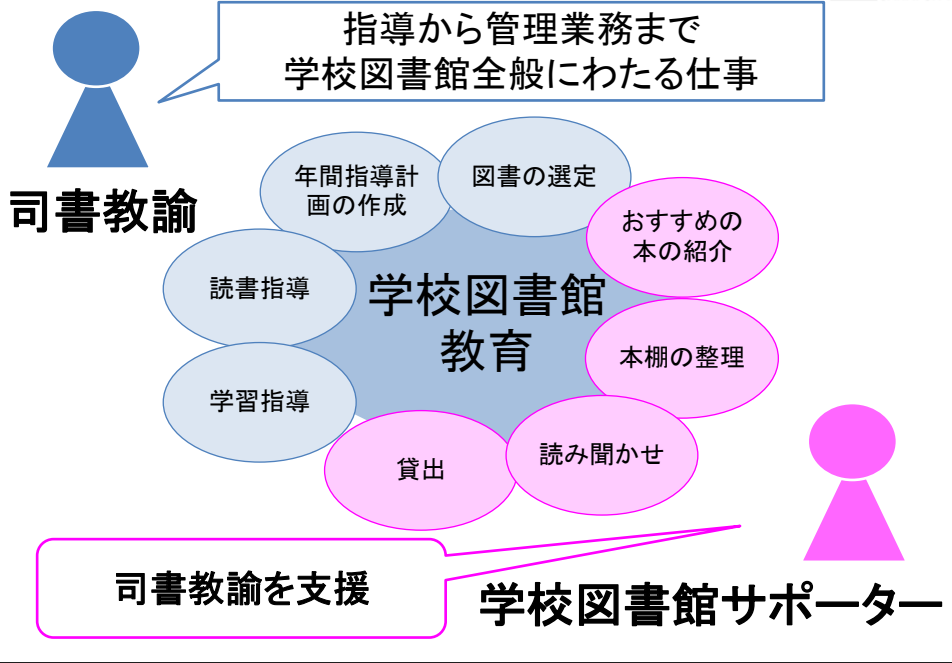 指導から管理業務まで
学校図書館全般にわたる仕事
司書教諭
年間指導計
画の作成
図書の選定
おすすめの
本の紹介
読書指導
学校図書館
教育
本棚の整理
学習指導
読み聞かせ
貸出
司書教諭を支援
学校図書館サポーター